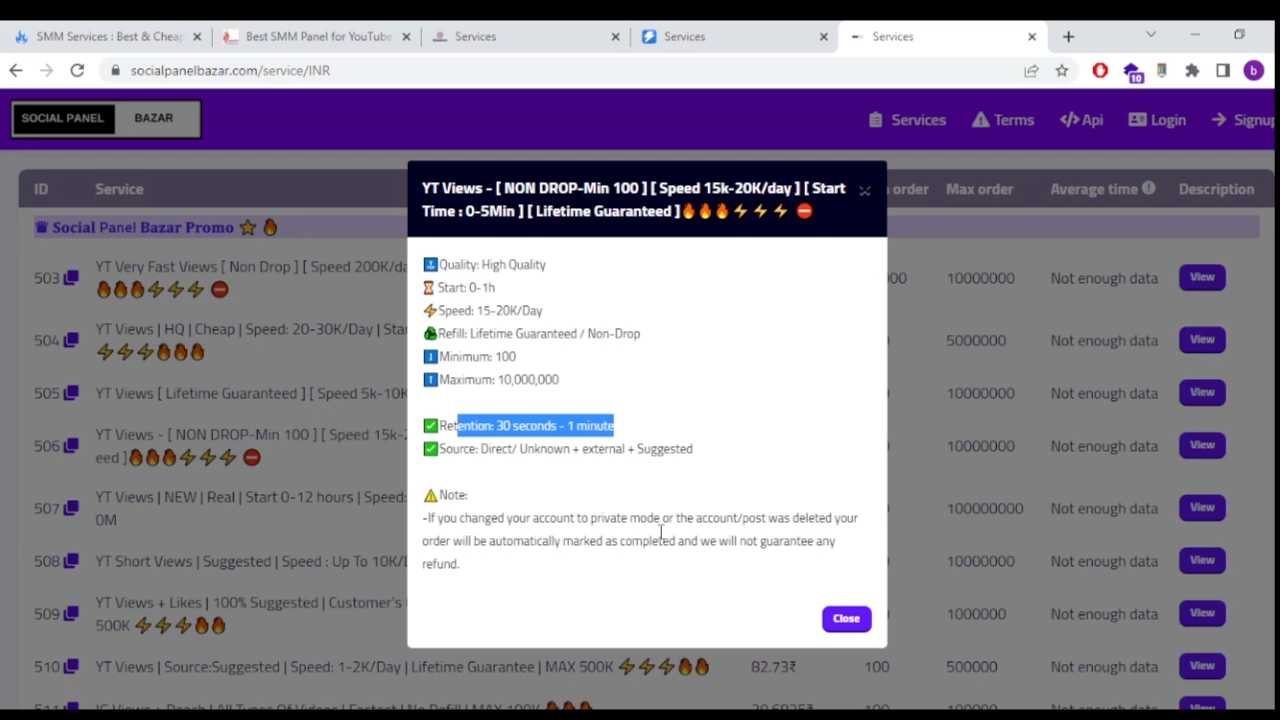 SMM Services : Best & Cheap
Best SMM Panel for YouTube
Services
Services
Services
socialpanelbazar.com/service/INR
10
b
SOCIAL PANEL BAZAR
Services
Terms
</>Api
Login
Signup
ID
Service
order
Max order
Average time
Description
Social Panel Bazar Promo
503
YT Very Fast Views [ Non Drop ] [ Speed 200K/da
000
10000000
Not enough data
View
504
YT Views | HQ | Cheap | Speed: 20-30K/Day | Star
5000000
Not enough data
View
505
YT Views [ Lifetime Guaranteed ] [ Speed 5k-10K
10000000
Not enough data
View
506
YT Views - [ NON DROP-Min 100 ] [ Speed 15k-2
eed ]
10000000
Not enough data
View
507
YT Views | NEW | Real | Start 0-12 hours | Speed:
0M
100000000
Not enough data
View
508
YT Short Views | Suggested | Speed : Up To 10K/
1000000
Not enough data
View
509
YT Views + Likes | 100% Suggested | Customer's
500K
1000000
Not enough data
View
510
YT Views | Source:Suggested | Speed: 1-2K/Day | Lifetime Guarantee | MAX 500K
82.73₹
100
500000
Not enough data
View
YT Views - [ NON DROP-Min 100 ] [ Speed 15k-20K/day ] [ Start
Time : 0-5Min ] [ Lifetime Guaranteed ]
Quality: High Quality
Start: 0-1h
Speed: 15-20K/Day
Refill: Lifetime Guaranteed / Non-Drop
Minimum: 100
Maximum: 10,000,000
Retention: 30 seconds - 1 minute
Source: Direct/ Unknown + external + Suggested
Note:
-If you changed your account to private mode or the account/post was deleted your
order will be automatically marked as completed and we will not guarantee any
refund.
Close